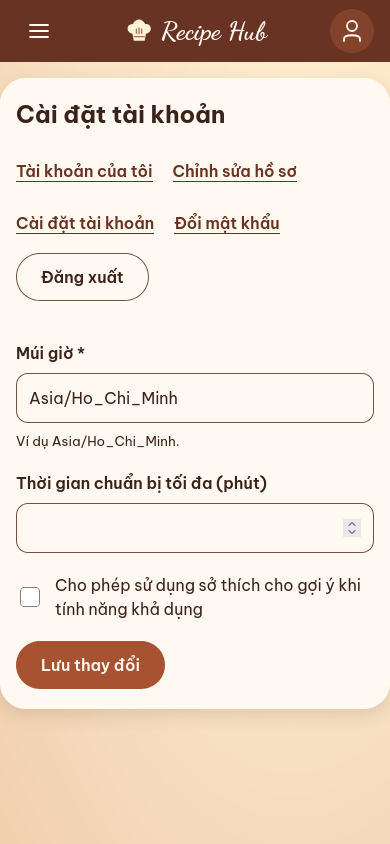 Recipe Hub
Cài đặt tài khoản
Tài khoản của tôi Chỉnh sửa hồ sơ
Cài đặt tài khoản Đổi mật khẩu
Đăng xuất
Múi giờ *
Asia/Ho_Chi_Minh
Ví dụ Asia/Ho_Chi_Minh.
Thời gian chuẩn bị tối đa (phút)
Cho phép sử dụng sở thích cho gợi ý khi
tính năng khả dụng
Lưu thay đổi